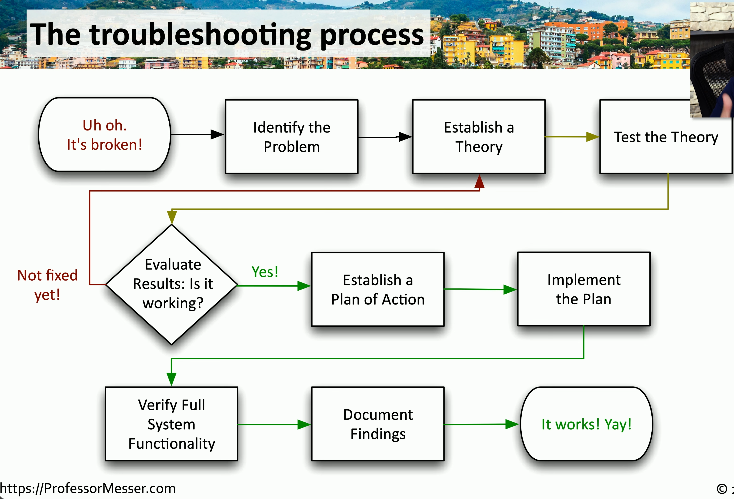 The troubleshooting process
Uh oh.
It's broken!
Identify the
Problem
Establish a
Theory
Test the Theory
Not fixed
yet!
Evaluate
Results: Is it
working?
Yes!
Establish a
Plan of Action
Implement
the Plan
Verify Full
System
Functionality
Document
Findings
It works! Yay!
https://ProfessorMesser.com
©